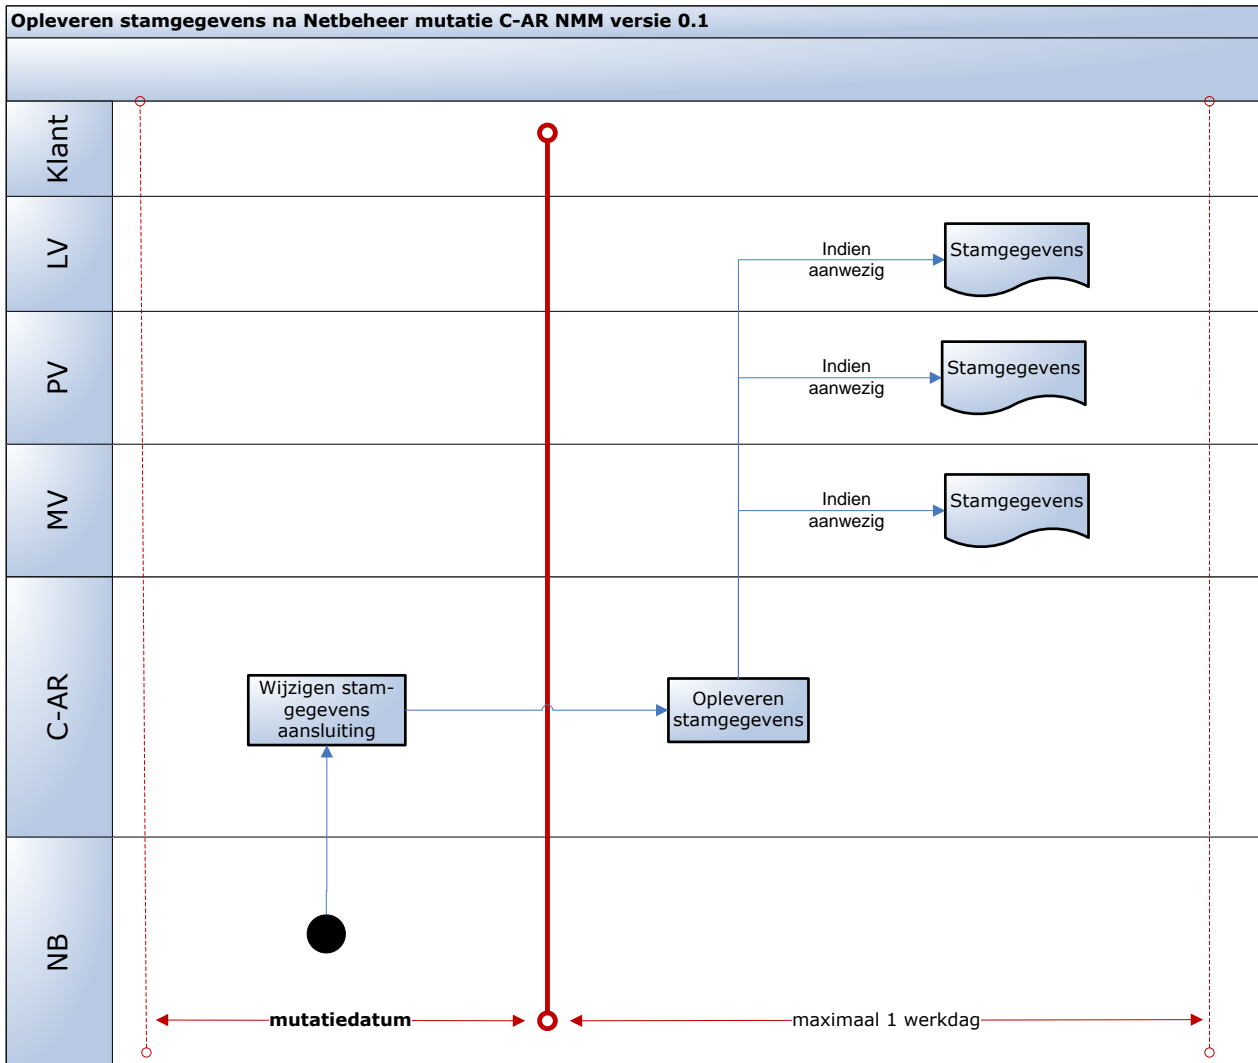 Opleveren stamgegevens na Netbeheer mutatie C-AR NMM versie 0.1
Klant
LV
Indien
aanwezig
Stamgegevens
PV
Indien
aanwezig
Stamgegevens
MV
Indien
aanwezig
Stamgegevens
C-AR
Wijzigen stam-
gegevens
aansluiting
Opleveren
stamgegevens
NB
mutatiedatum
maximaal 1 werkdag